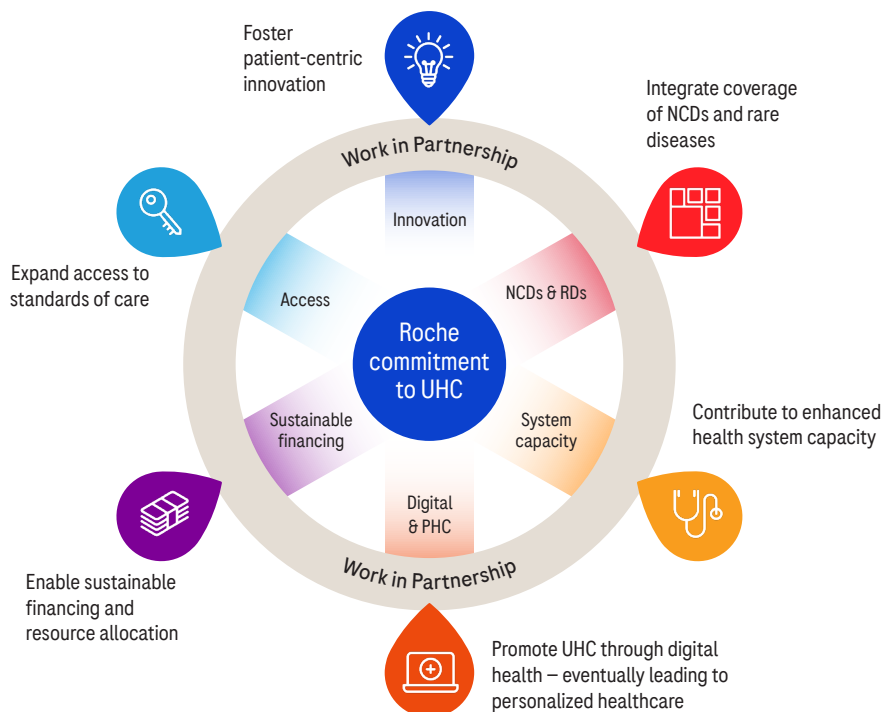 Foster
patient-centric
innovation
Integrate coverage
of NCDs and rare
diseases
Work in Partnership
Innovation
Expand access to
standards of care
Access
NCDs & RDs
Roche
commitment
to UHC
Sustainable
financing
System
capacity
Contribute to enhanced
health system capacity
Digital
& PHC
Work in Partnership
Enable sustainable
financing and
resource allocation
Promote UHC through digital
health – eventually leading to
personalized healthcare